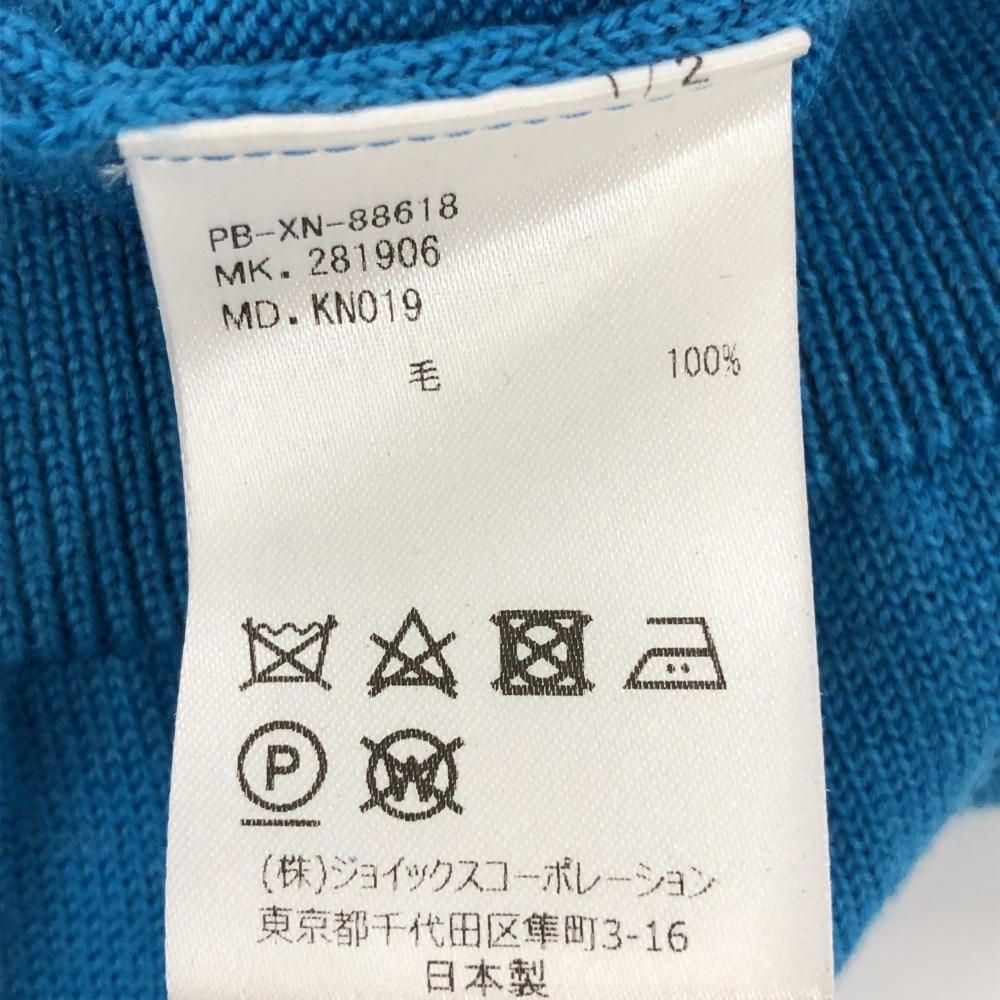 1/2
PB-XN-88618
MK. 281906
MD. KN019
毛 100%
P
W
(株)ジョイックスコーポレーション
東京都千代田区隼町3-16
日本製